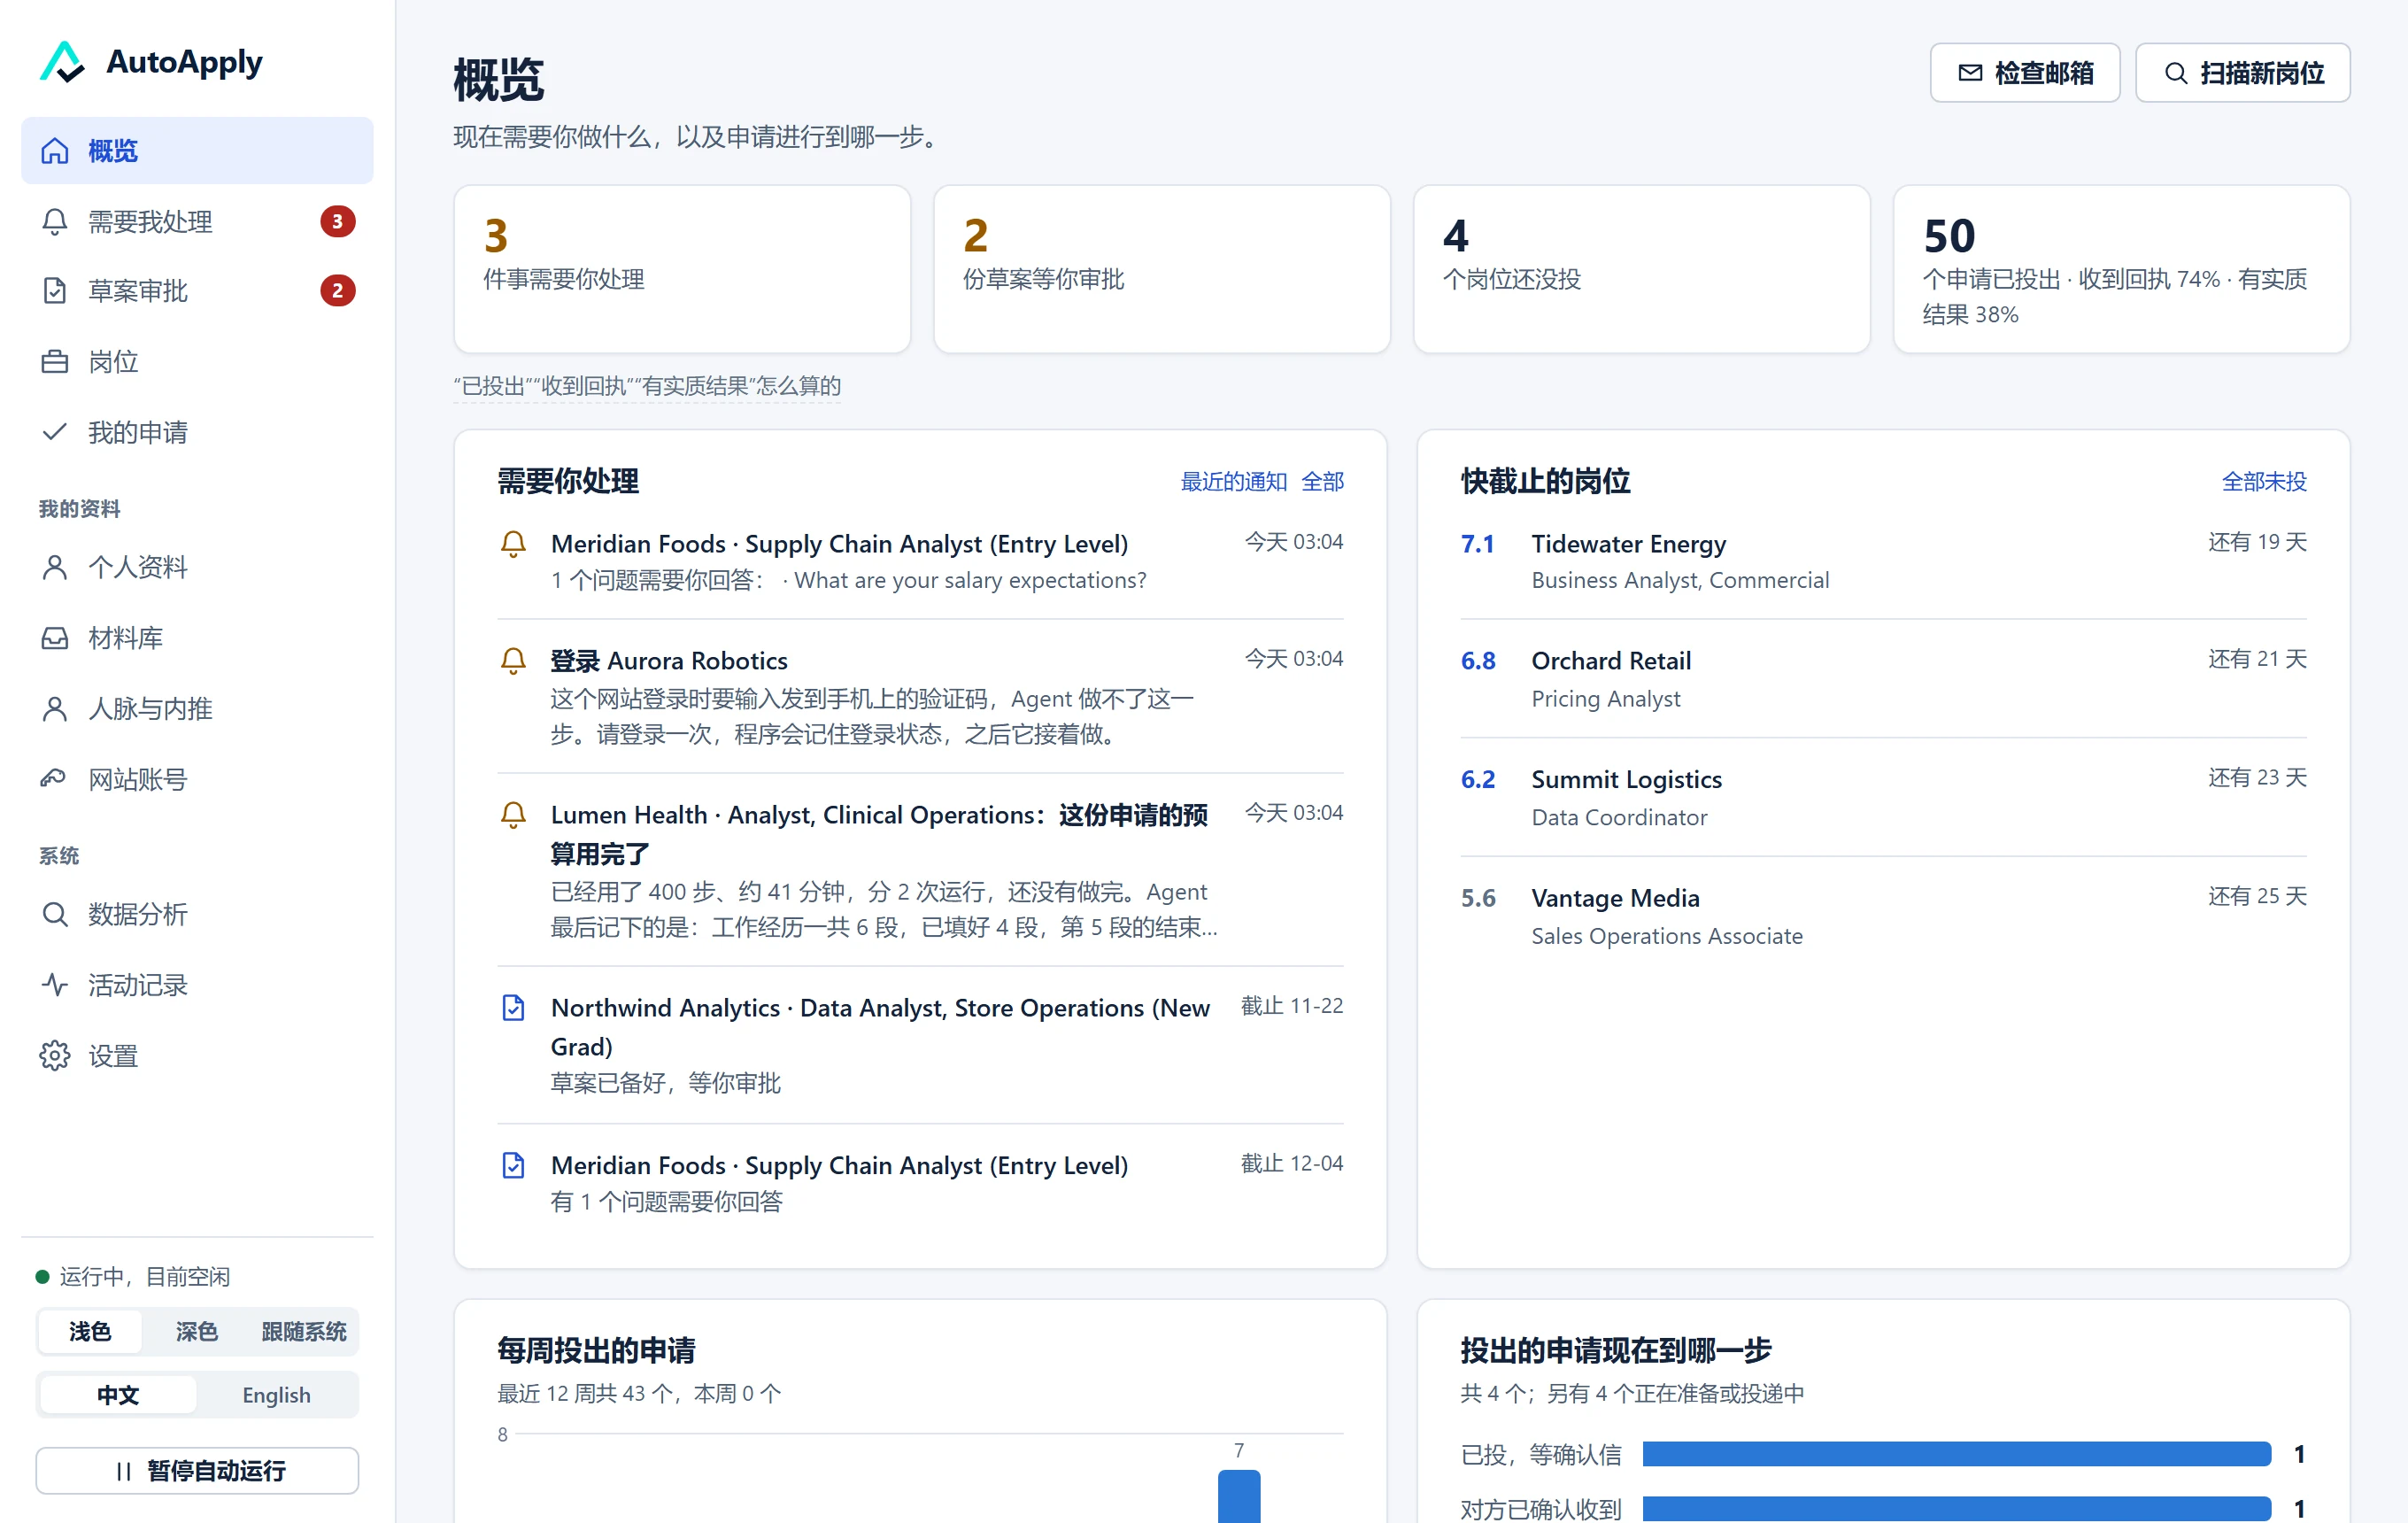 AutoApply
概览
需要我处理
3
草案审批
2
岗位
我的申请
我的资料
个人资料
材料库
人脉与内推
网站账号
系统
数据分析
活动记录
设置
运行中，目前空闲
浅色 深色 跟随系统
中文 English
暂停自动运行
概览
现在需要你做什么，以及申请进行到哪一步。
检查邮箱
扫描新岗位
3
件事需要你处理
2
份草案等你审批
4
个岗位还没投
50
个申请已投出 · 收到回执 74% · 有实质
结果 38%
“已投出”“收到回执”“有实质结果”怎么算的
需要你处理
最近的通知 全部
Meridian Foods · Supply Chain Analyst (Entry Level)
今天 03:04
1 个问题需要你回答： · What are your salary expectations?
登录 Aurora Robotics
今天 03:04
这个网站登录时要输入发到手机上的验证码，Agent 做不了这一
步。请登录一次，程序会记住登录状态，之后它接着做。
Lumen Health · Analyst, Clinical Operations：这份申请的预
算用完了
今天 03:04
已经用了 400 步、约 41 分钟，分 2 次运行，还没有做完。Agent
最后记下的是：工作经历一共 6 段，已填好 4 段，第 5 段的结束…
Northwind Analytics · Data Analyst, Store Operations (New
Grad)
截止 11-22
草案已备好，等你审批
Meridian Foods · Supply Chain Analyst (Entry Level)
截止 12-04
有 1 个问题需要你回答
快截止的岗位
全部未投
7.1
Tidewater Energy
还有 19 天
Business Analyst, Commercial
6.8
Orchard Retail
还有 21 天
Pricing Analyst
6.2
Summit Logistics
还有 23 天
Data Coordinator
5.6
Vantage Media
还有 25 天
Sales Operations Associate
每周投出的申请
最近 12 周共 43 个，本周 0 个
8
7
投出的申请现在到哪一步
共 4 个；另有 4 个正在准备或投递中
已投，等确认信
1
对方已确认收到
1